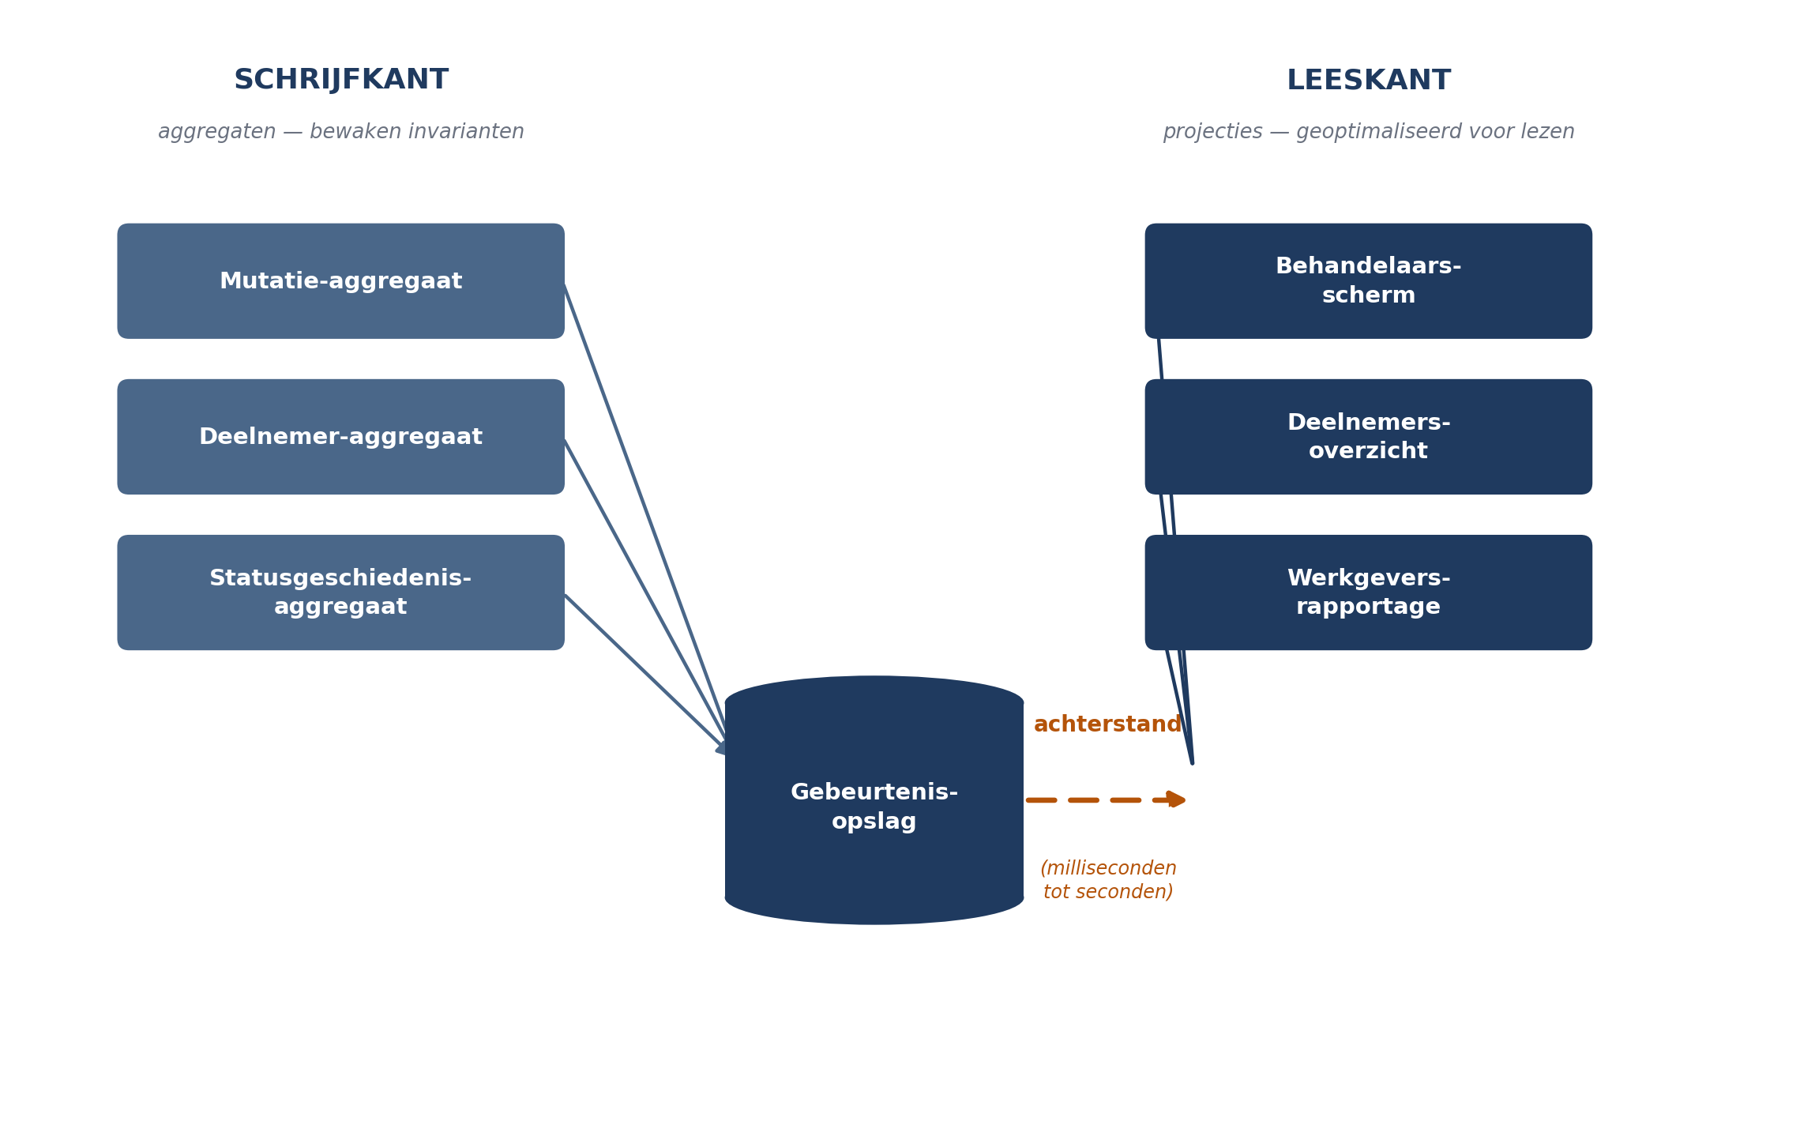 SCHRIJFKANT
aggregaten — bewaken invarianten
Mutatie-aggregaat
Deelnemer-aggregaat
Statusgeschiedenis-
aggregaat
LEESKANT
projecties — geoptimaliseerd voor lezen
Behandelaars-
scherm
Deelnemers-
overzicht
Werkgevers-
rapportage
Gebeurtenis-
opslag
achterstand
(milliseconden
tot seconden)